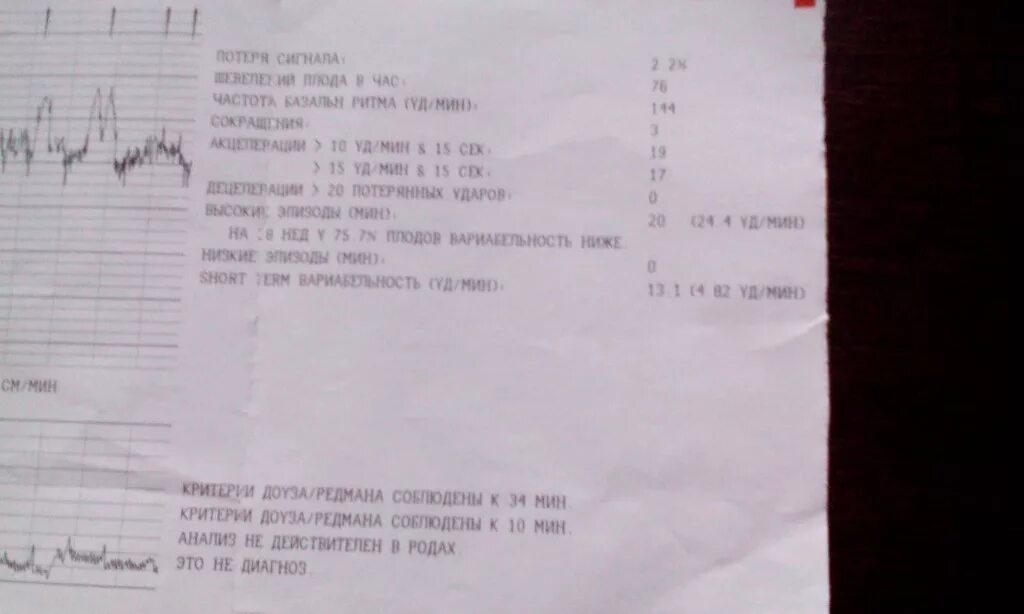 ПОТЕРЯ СИГНАЛА: 2.2%
ШЕВЕЛЕНИЙ ПЛОДА В ЧАС: 76
ЧАСТОТА БАЗАЛЬН РИТМА (УД/МИН): 144
СОКРАЩЕНИЯ: 3
АКЦЕЛЕРАЦИИ > 10 УД/МИН & 15 СЕК: 19
> 15 УД/МИН & 15 СЕК: 17
ДЕЦЕЛЕРАЦИИ > 20 ПОТЕРЯННЫХ УДАРОВ: 0
ВЫСОКИЕ ЭПИЗОДЫ (МИН): 20 (24.4 УД/МИН)
НА НЕД У 75.7% ПЛОДОВ ВАРИАБЕЛЬНОСТЬ НИЖЕ.
НИЗКИЕ ЭПИЗОДЫ (МИН): 0
SHORT TERM ВАРИАБЕЛЬНОСТЬ (УД/МИН): 13.1 (4.82 УД/МИН)
СМ/МИН
КРИТЕРИИ ДОУЗА/РЕДМАНА СОБЛЮДЕНЫ К 34 МИН.
КРИТЕРИИ ДОУЗА/РЕДМАНА СОБЛЮДЕНЫ К 10 МИН.
АНАЛИЗ НЕ ДЕЙСТВИТЕЛЕН В РОДАХ
ЭТО НЕ ДИАГНОЗ.